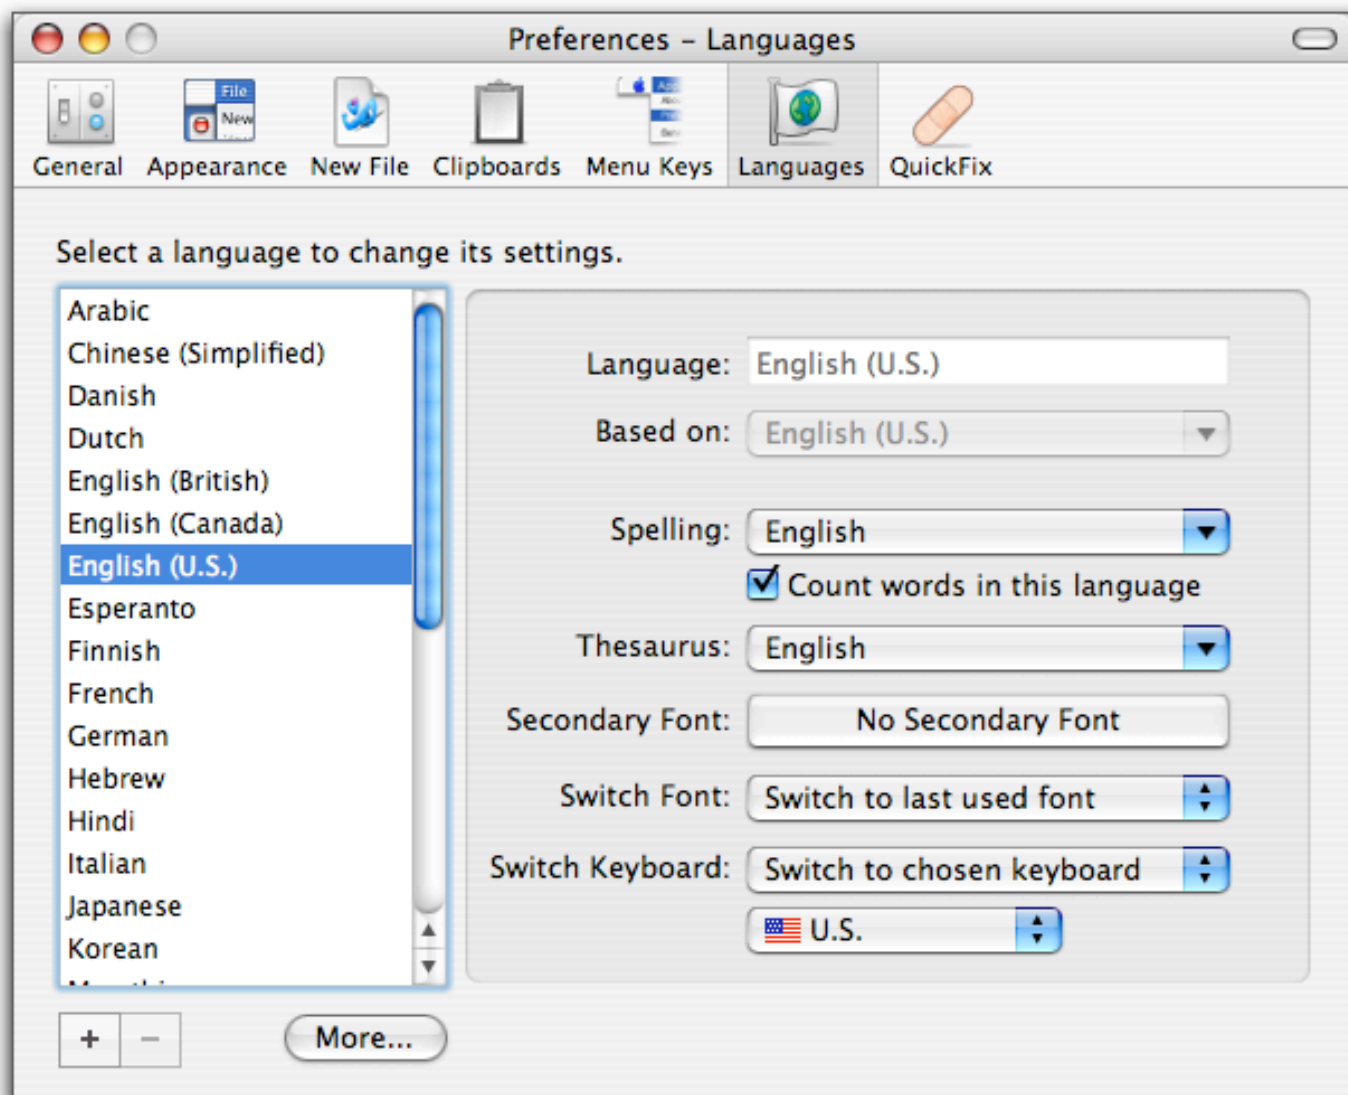 Preferences – Languages
File
New
General
Appearance
New File
Clipboards
Menu Keys
Languages
QuickFix
Select a language to change its settings.
Arabic
Chinese (Simplified)
Danish
Dutch
English (British)
English (Canada)
English (U.S.)
Esperanto
Finnish
French
German
Hebrew
Hindi
Italian
Japanese
Korean
Language: English (U.S.)
Based on: English (U.S.)
Spelling: English
Count words in this language
Thesaurus: English
Secondary Font: No Secondary Font
Switch Font: Switch to last used font
Switch Keyboard: Switch to chosen keyboard
U.S.
+ −
More...